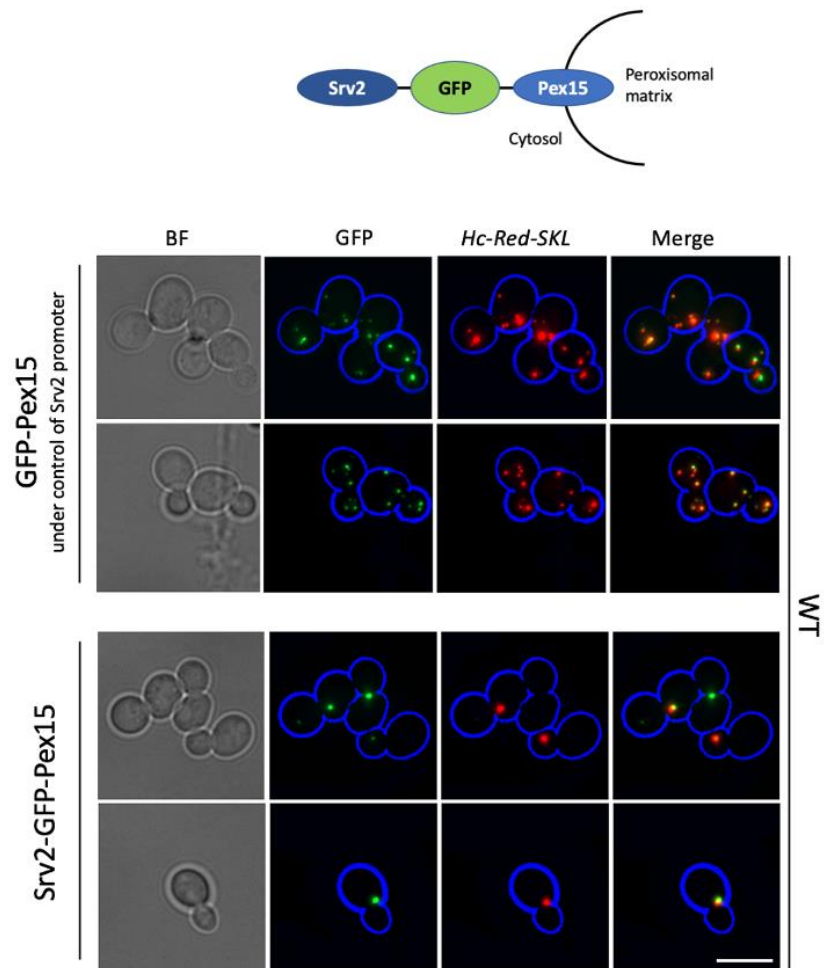 Srv2
GFP
Pex15
Peroxisomal
matrix
Cytosol
BF
GFP
Hc-Red-SKL
Merge
GFP-Pex15
under control of Srv2 promoter
Srv2-GFP-Pex15
WT